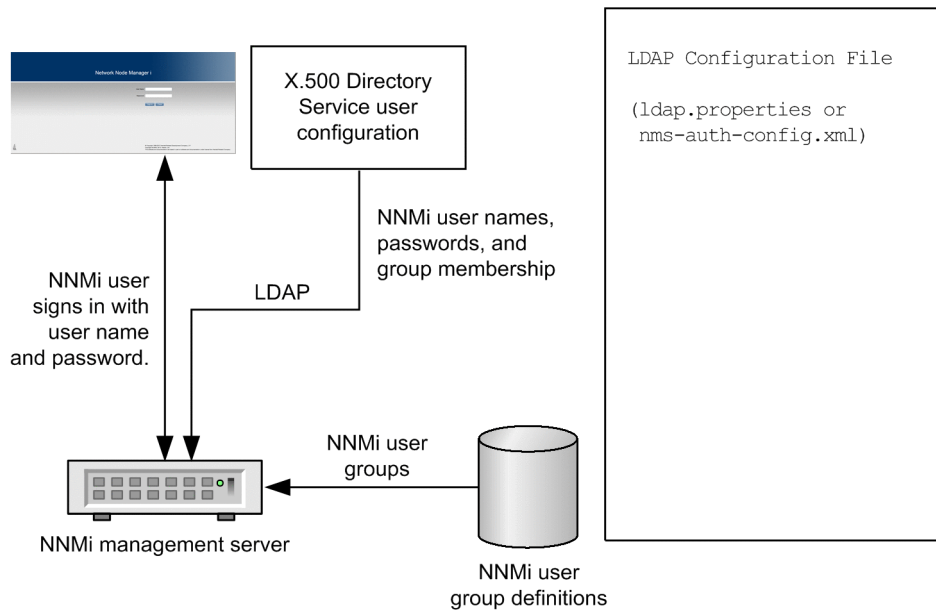 Network Node Manager i
X.500 Directory
Service user
configuration
LDAP Configuration File
(ldap.properties or
nms-auth-config.xml)
NNMi user names,
passwords, and
group membership
NNMi user
signs in with
user name
and password.
LDAP
NNMi user
groups
NNMi management server
NNMi user
group definitions